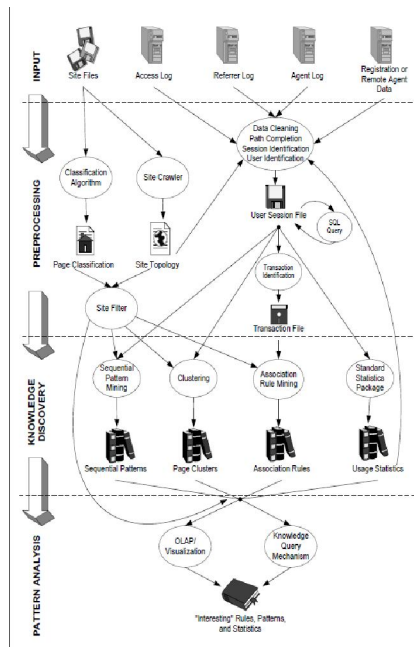 INPUT
Site Files
Access Log
Referrer Log
Agent Log
Registration or
Remote Agent
Data
PREPROCESSING
Data Cleaning
Path Completion
Session Identification
User Identification
Classification
Algorithm
Site Crawler
User Session File
SQL
Query
Page Classification
Site Topology
Transaction
Identification
Site Filter
Transaction File
KNOWLEDGE
DISCOVERY
Sequential
Pattern
Mining
Clustering
Association
Rule Mining
Standard
Statistics
Package
Sequential Patterns
Page Clusters
Association Rules
Usage Statistics
PATTERN ANALYSIS
OLAP/
Visualization
Knowledge
Query
Mechanism
"Interesting" Rules, Patterns,
and Statistics